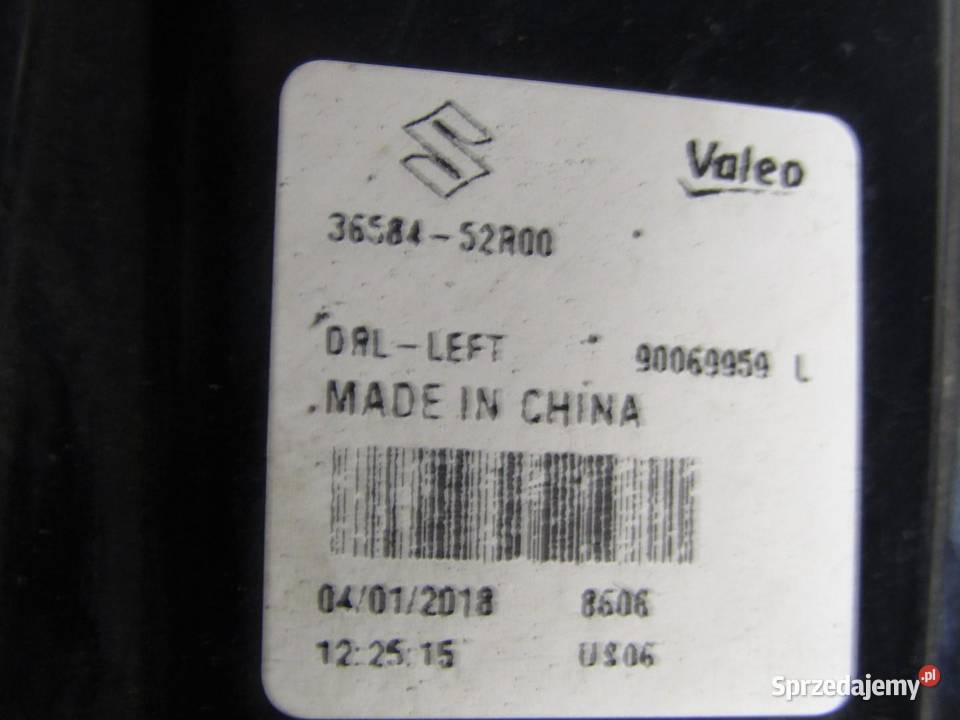 Valeo
36584-52R00
DRL-LEFT 90069959 L
MADE IN CHINA
04/01/2018 8606
12:25:15 US06
Sprzedajemy.pl